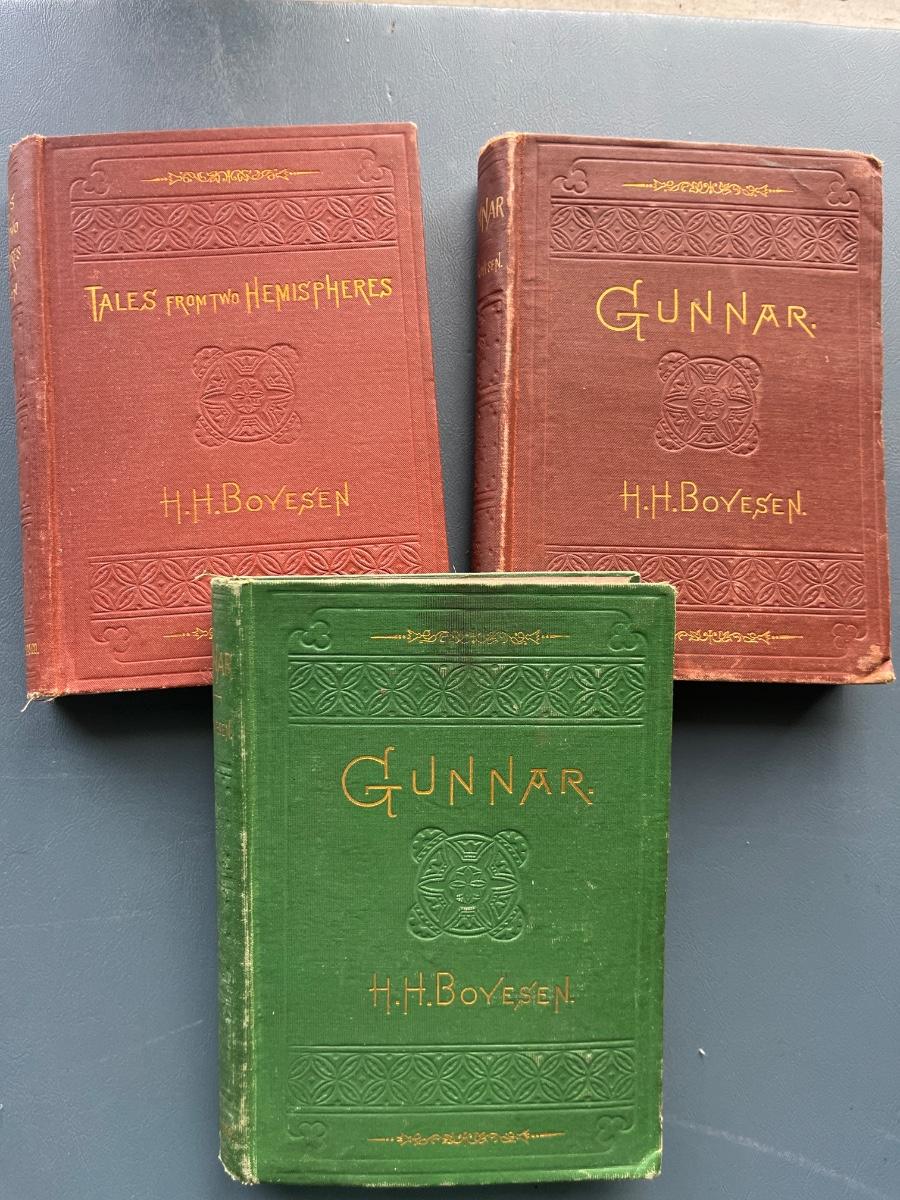 TALES FROM TWO HEMISPHERES
H.H.BOYESEN
GUNNAR.
H.H.BOYESEN.
GUNNAR.
H.H.BOYESEN.